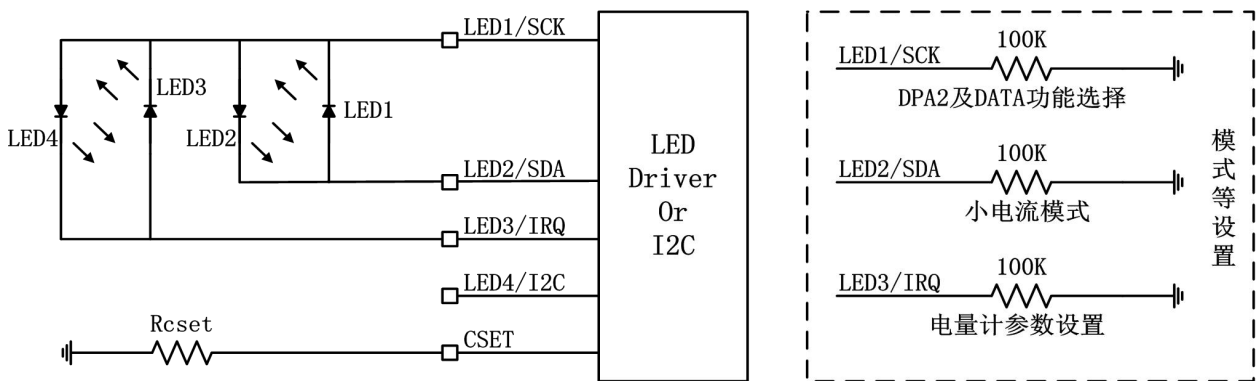 LED1/SCK
LED3
LED1
LED4
LED2
LED2/SDA
LED3/IRQ
LED4/I2C
Rcset
CSET
LED
Driver
Or
I2C
LED1/SCK
100K
DPA2及DATA功能选择
LED2/SDA
100K
小电流模式
LED3/IRQ
100K
电量计参数设置
模式等设置